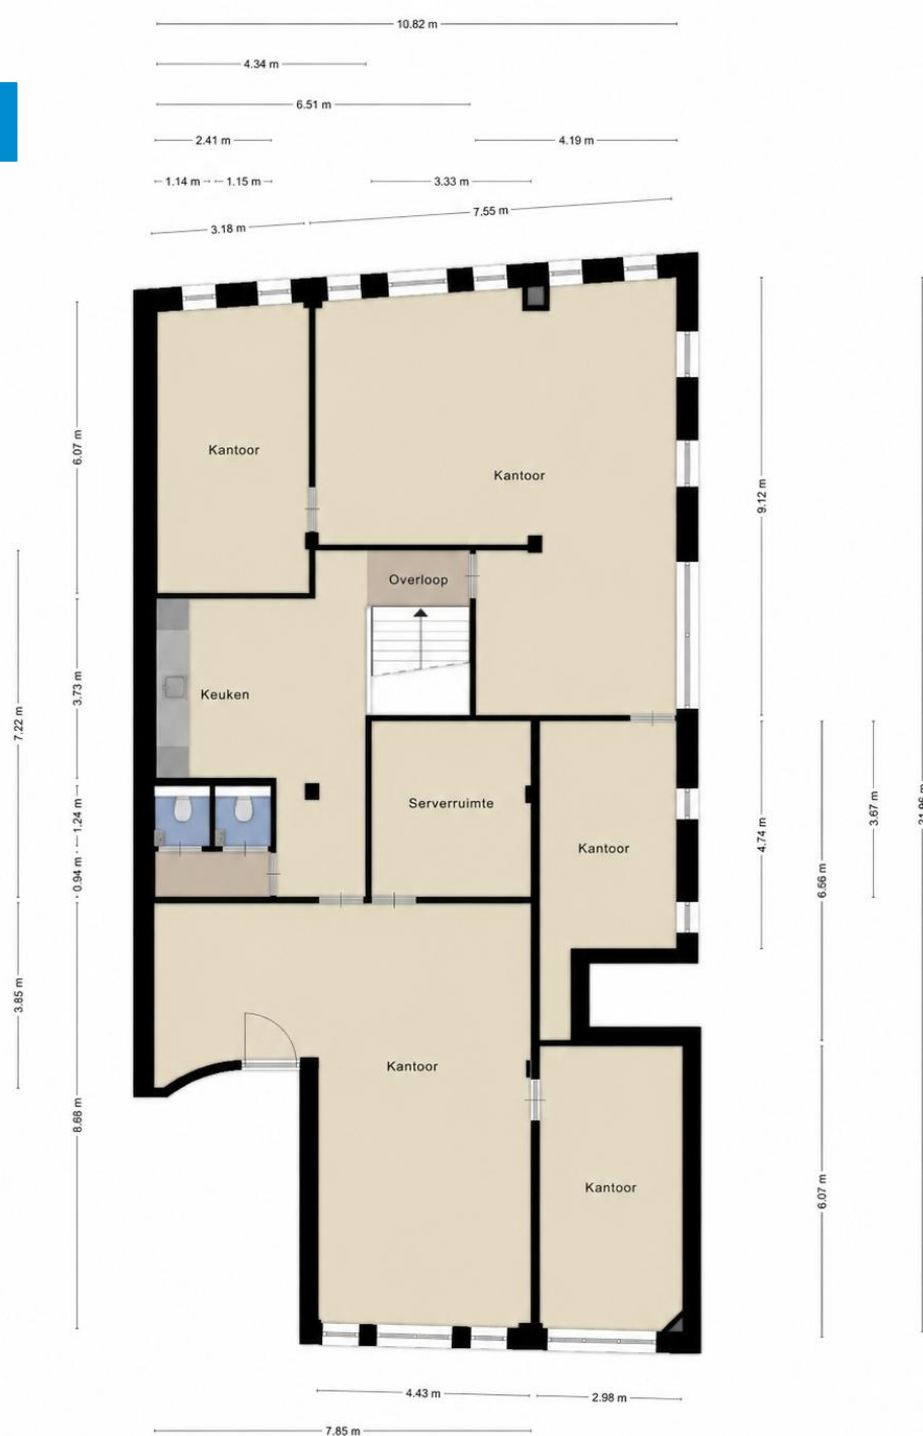 10.82 m
4.34 m
6.51 m
2.41 m
4.19 m
1.14 m
1.15 m
3.33 m
3.18 m
7.55 m
6.07 m
Kantoor
Kantoor
9.12 m
Overloop
7.22 m
3.73 m
Keuken
1.24 m
Serverruimte
3.67 m
Kantoor
4.74 m
0.94 m
6.66 m
3.85 m
Kantoor
8.68 m
Kantoor
6.07 m
4.43 m
2.98 m
7.85 m